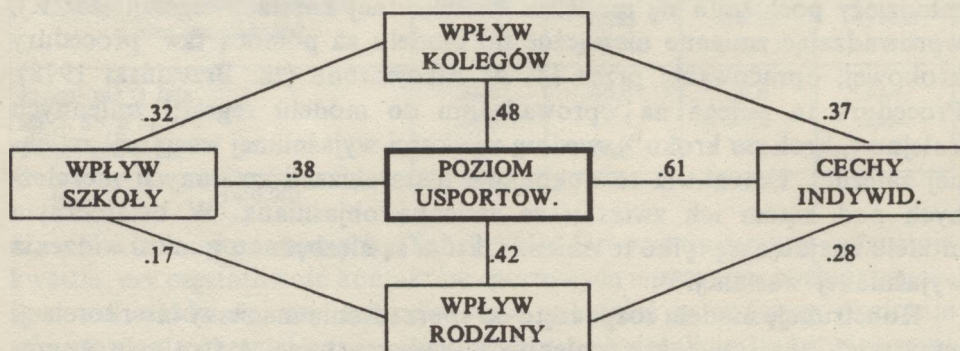 WPŁYW
KOLEGÓW
.32 .48 .37
WPŁYW
SZKOŁY
.38
POZIOM
USPORTOW.
.61
CECHY
INDYWID.
.17 .42 .28
WPŁYW
RODZINY